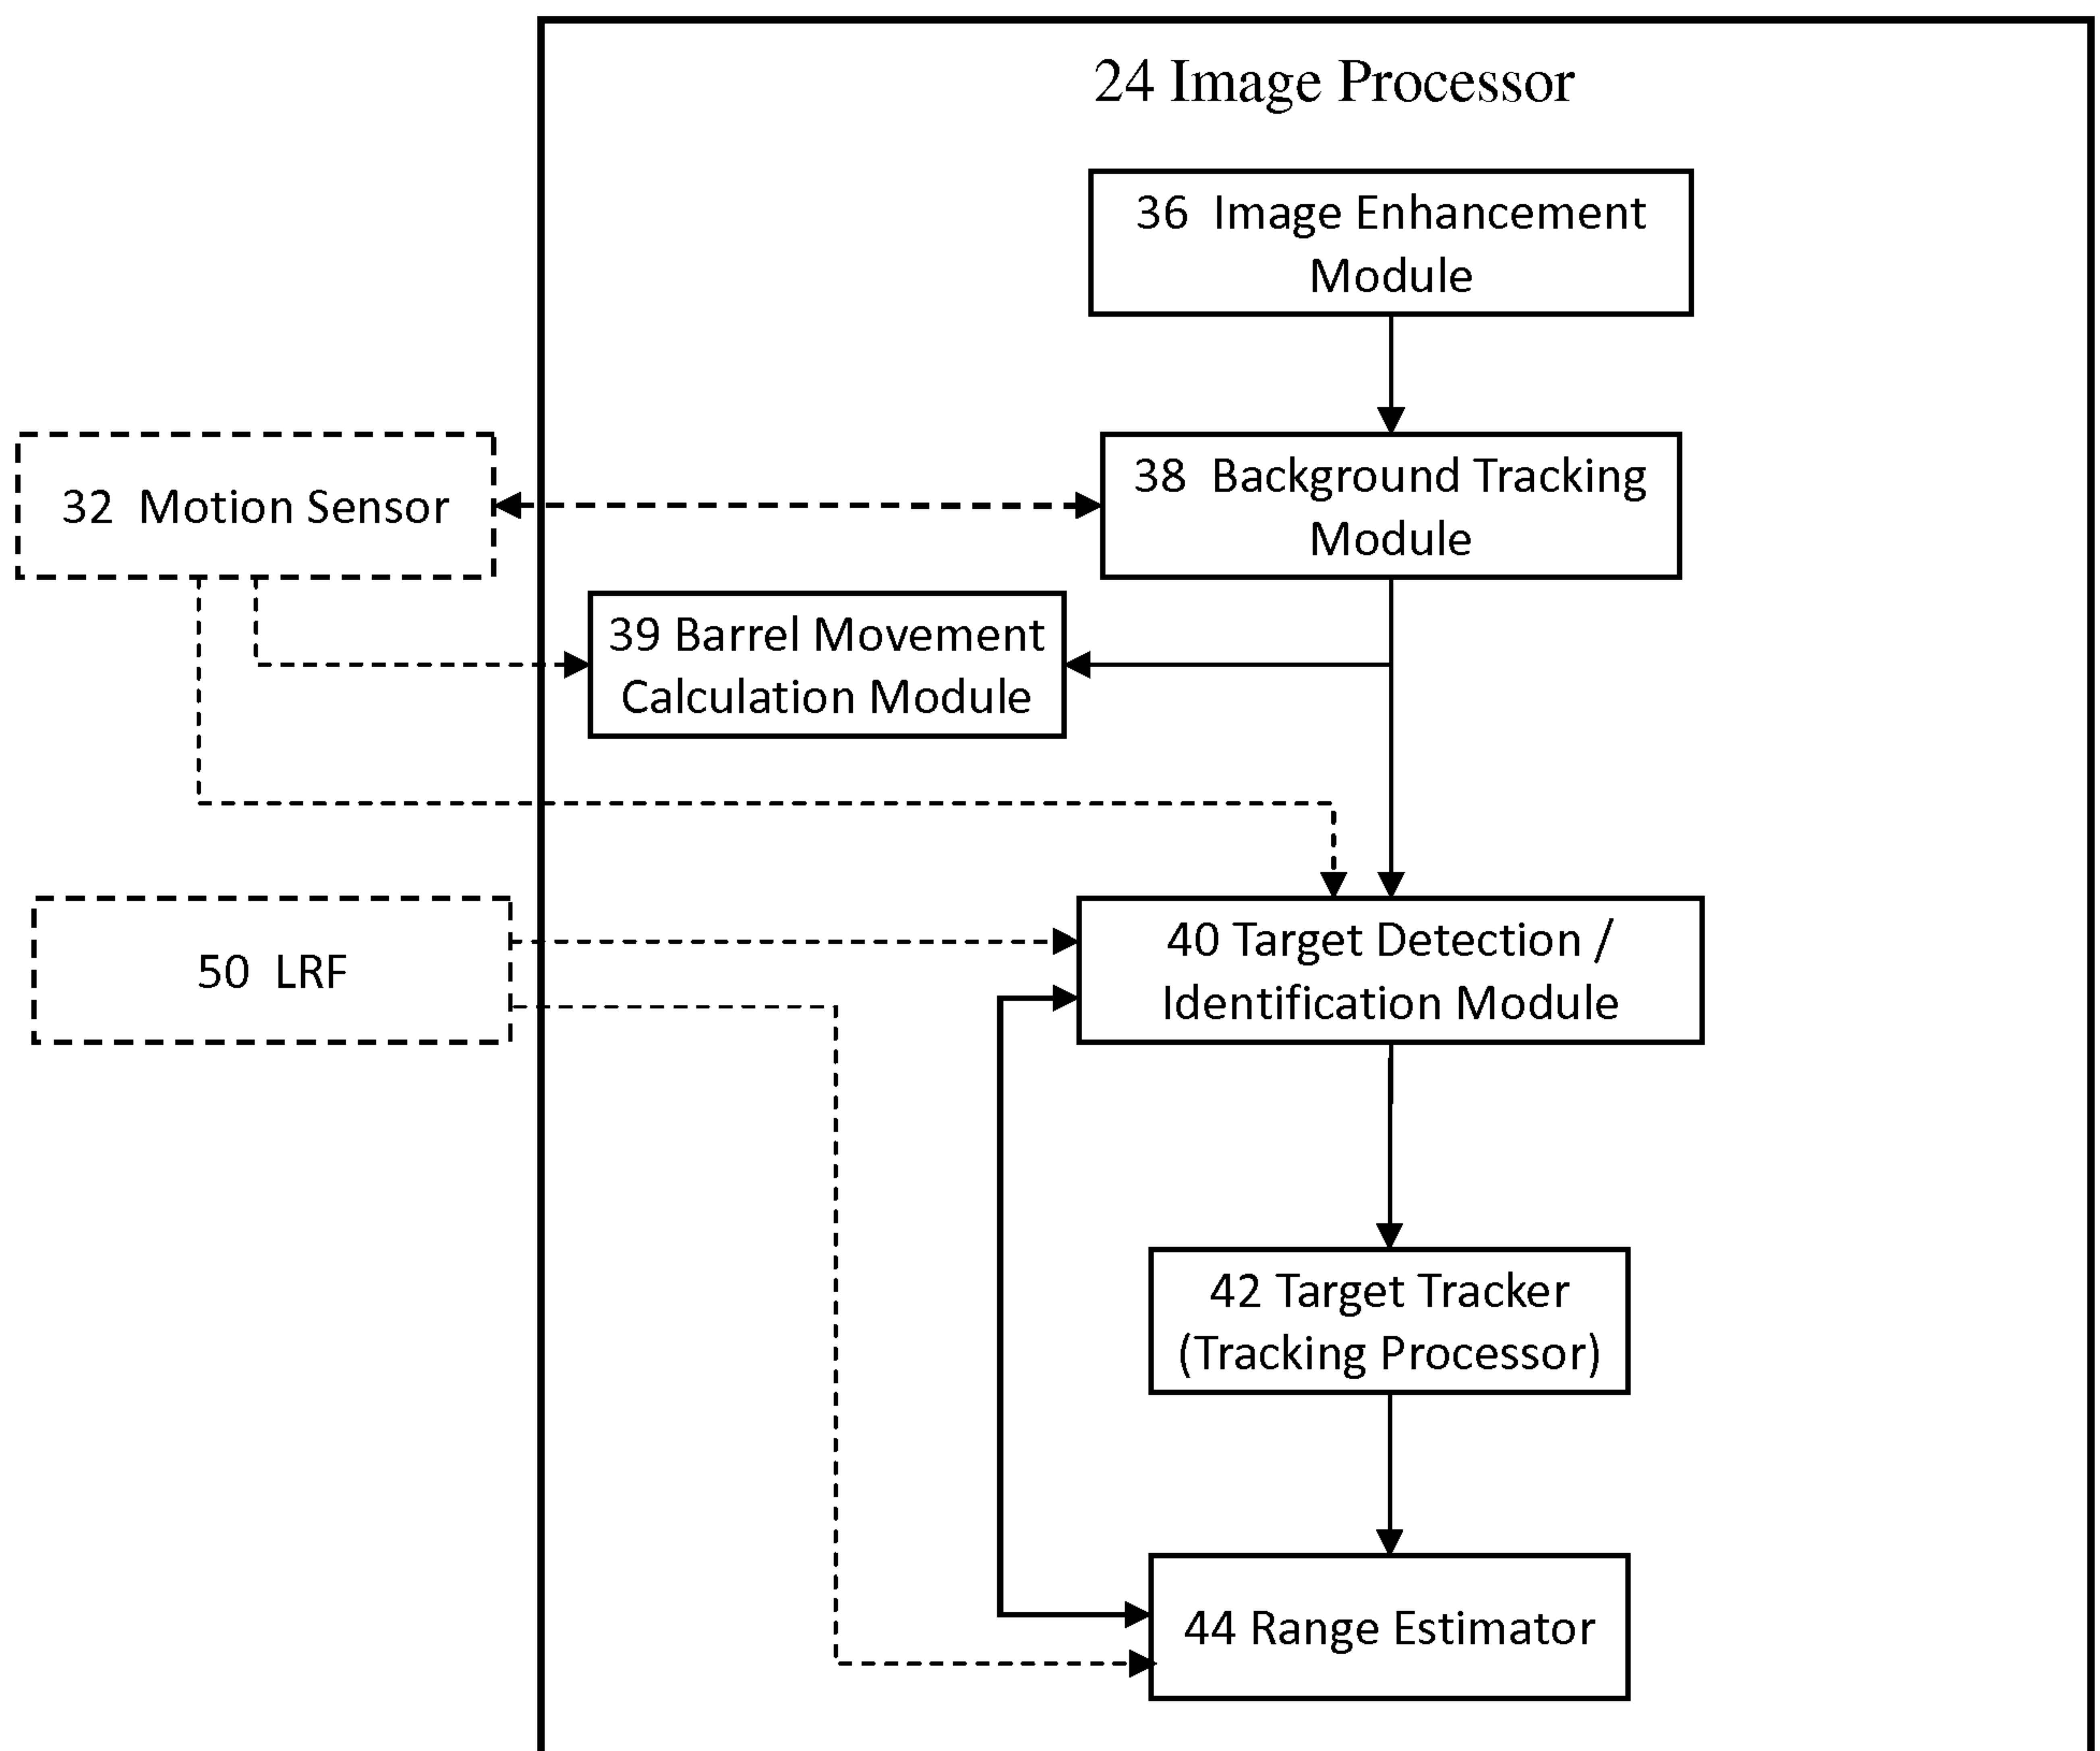 24 Image Processor
36 Image Enhancement
Module
32 Motion Sensor
38 Background Tracking
Module
39 Barrel Movement
Calculation Module
50 LRF
40 Target Detection /
Identification Module
42 Target Tracker
(Tracking Processor)
44 Range Estimator